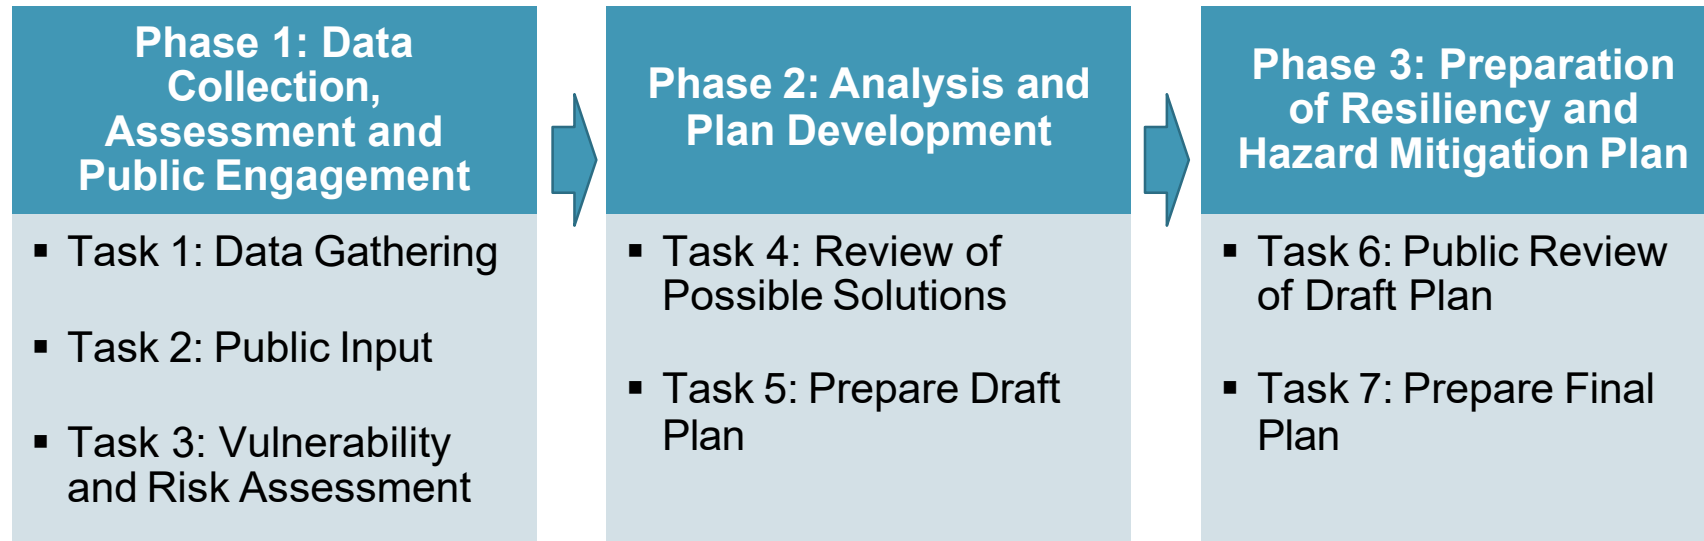 Phase 1: Data
Collection,
Assessment and
Public Engagement
▪ Task 1: Data Gathering
▪ Task 2: Public Input
▪ Task 3: Vulnerability
and Risk Assessment
Phase 2: Analysis and
Plan Development
▪ Task 4: Review of
Possible Solutions
▪ Task 5: Prepare Draft
Plan
Phase 3: Preparation
of Resiliency and
Hazard Mitigation Plan
▪ Task 6: Public Review
of Draft Plan
▪ Task 7: Prepare Final
Plan